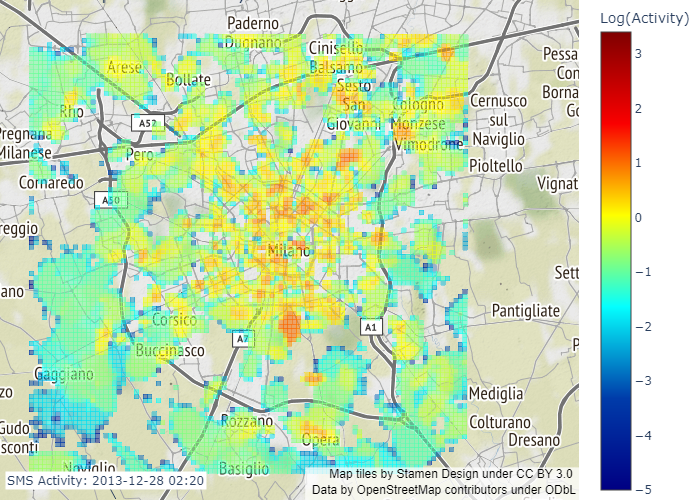 Log(Activity)
3
2
1
0
−1
−2
−3
−4
−5
Paderno
Dugnano
Cinisello
Balsamo
Arese
Bollate
Sesto
San
Giovanni
Cologno
Monzese
Cernusco
sul
Naviglio
Pessa
Con
Borna
Go
Rho
A52
Pregnana
Milanese
Pero
Vimodrone
Pioltello
Cornaredo
A50
Vignat
reggio
Milano
Sett
ano
Pantigliate
Corsico
A7
A1
Buccinasco
P
Gaggiano
zo
Mediglia
Gudo
sconti
Rozzano
Opera
Colturano
Dresano
Noviglio
Basiglio
SMS Activity: 2013-12-28 02:20
Map tiles by Stamen Design under CC BY 3.0
Data by OpenStreetMap contributors under ODbL